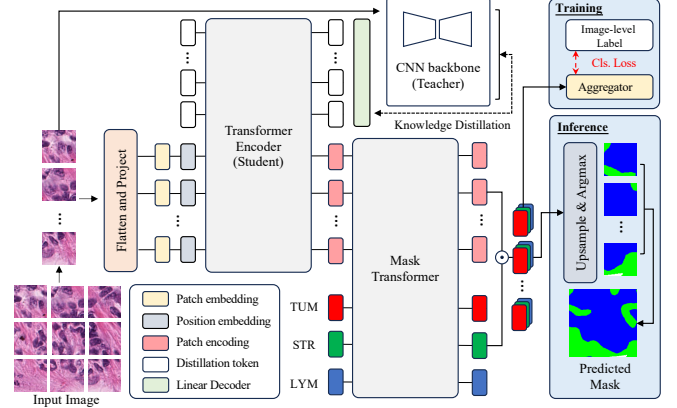 Training
Image-level
Label
Cls. Loss
Aggregator
CNN backbone
(Teacher)
Knowledge Distillation
Transformer
Encoder
(Student)
Flatten and Project
Mask
Transformer
Inference
Upsample & Argmax
Predicted
Mask
TUM
STR
LYM
Patch embedding
Position embedding
Patch encoding
Distillation token
Linear Decoder
Input Image